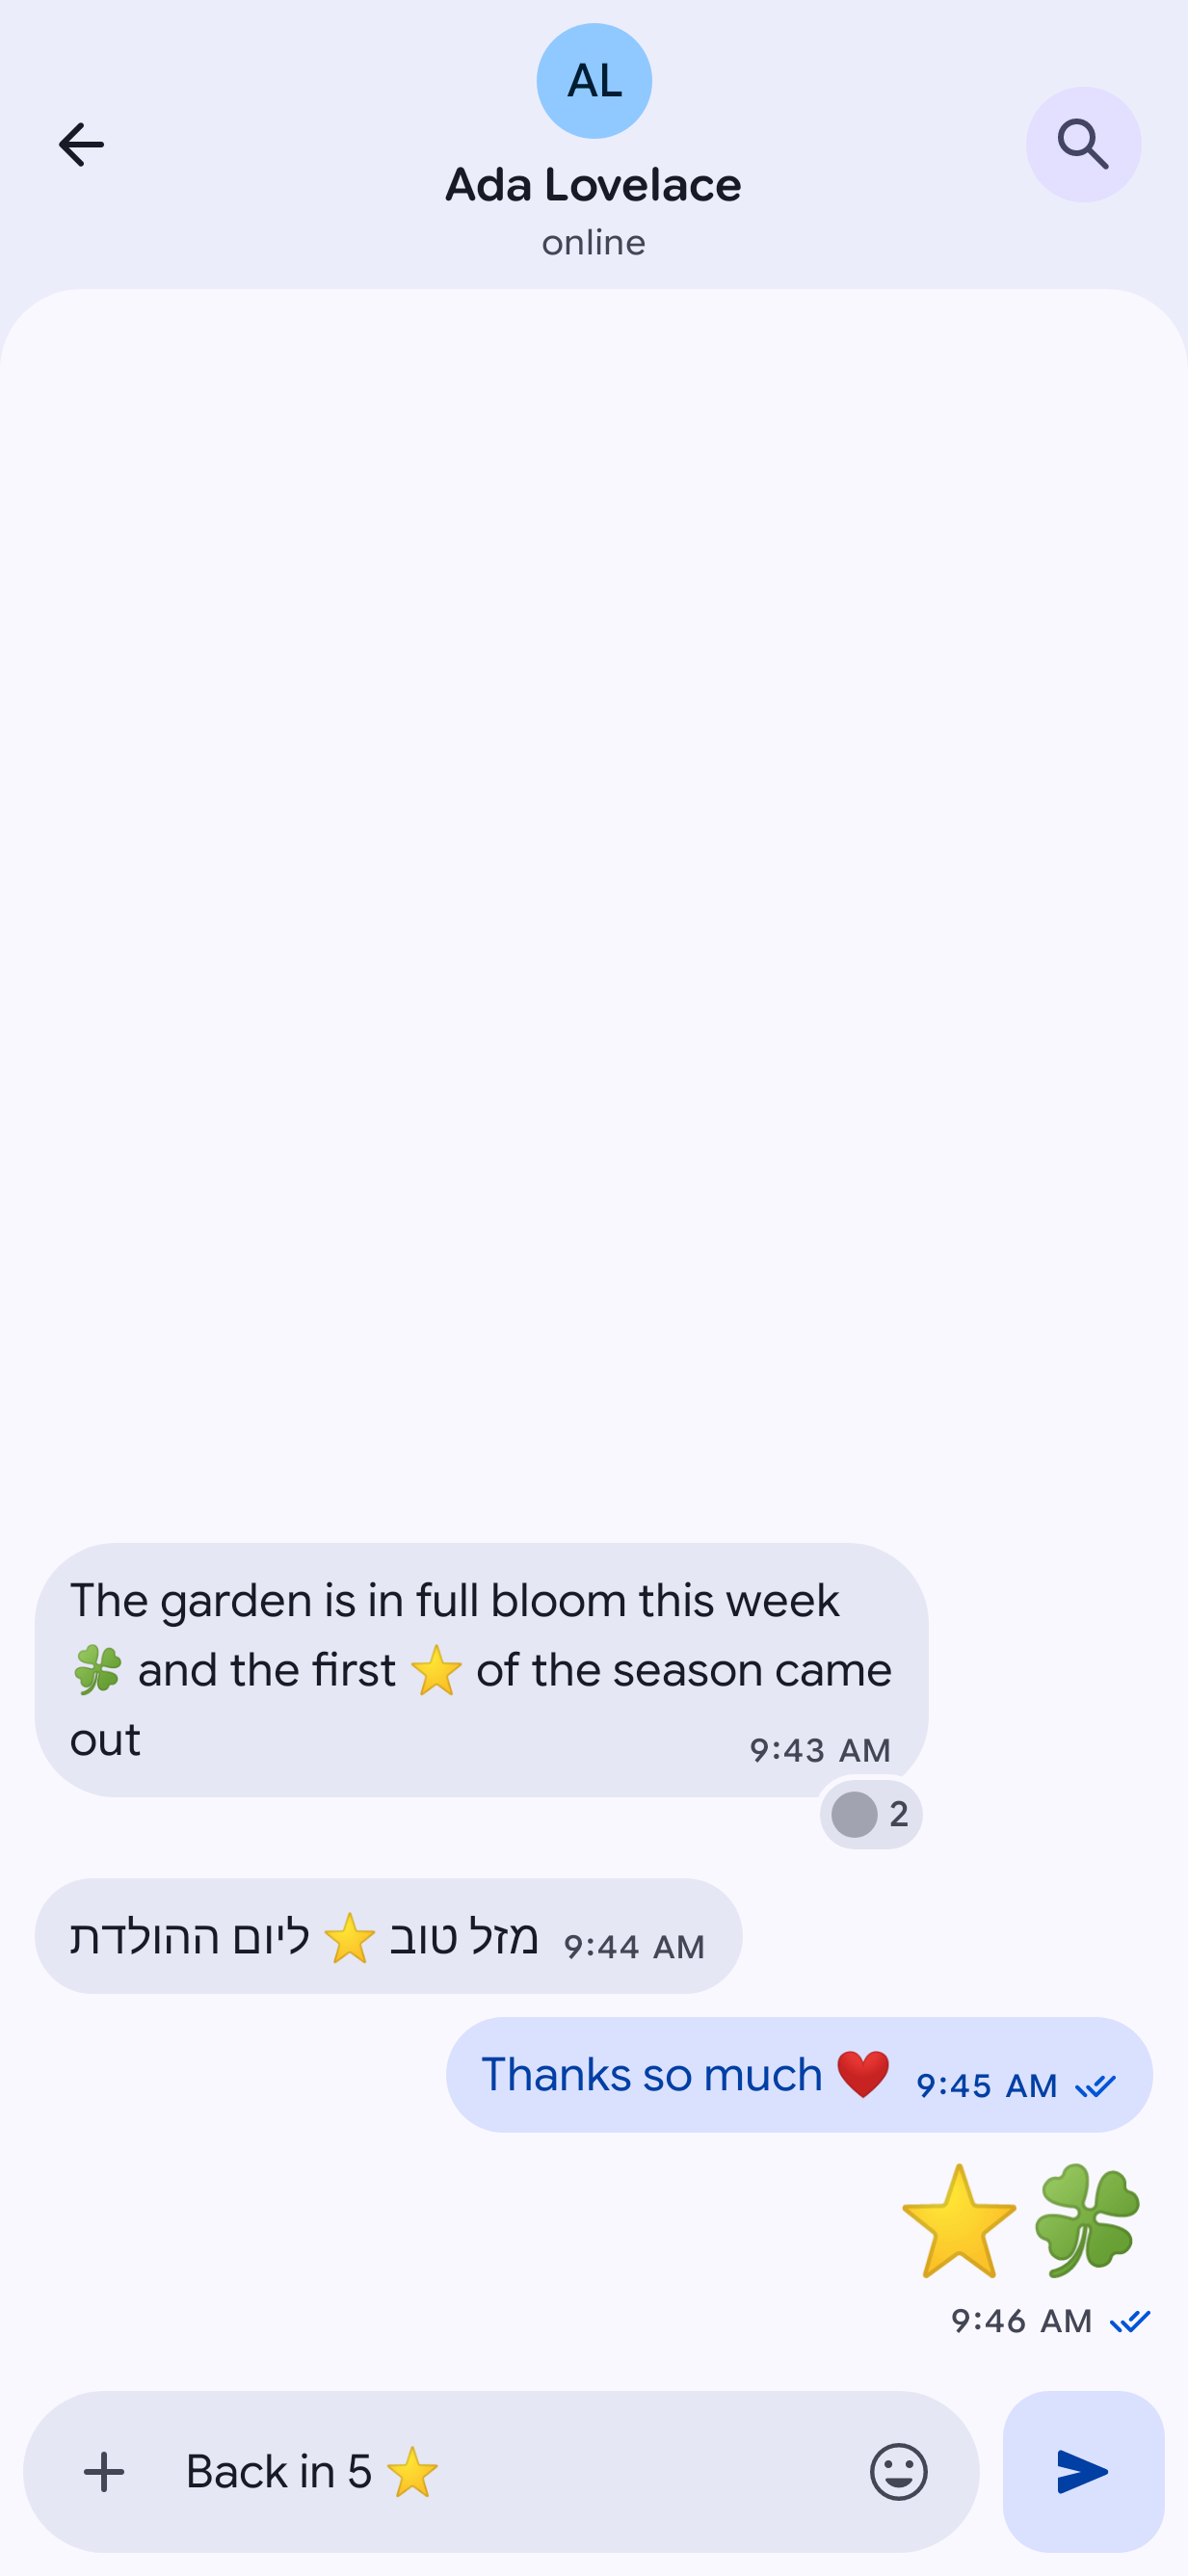 AL
Ada Lovelace
online
The garden is in full bloom this week
🍀 and the first ⭐ of the season came
out 9:43 AM
2
מזל טוב ⭐ ליום ההולדת 9:44 AM
Thanks so much ❤️ 9:45 AM
⭐🍀
9:46 AM
Back in 5 ⭐